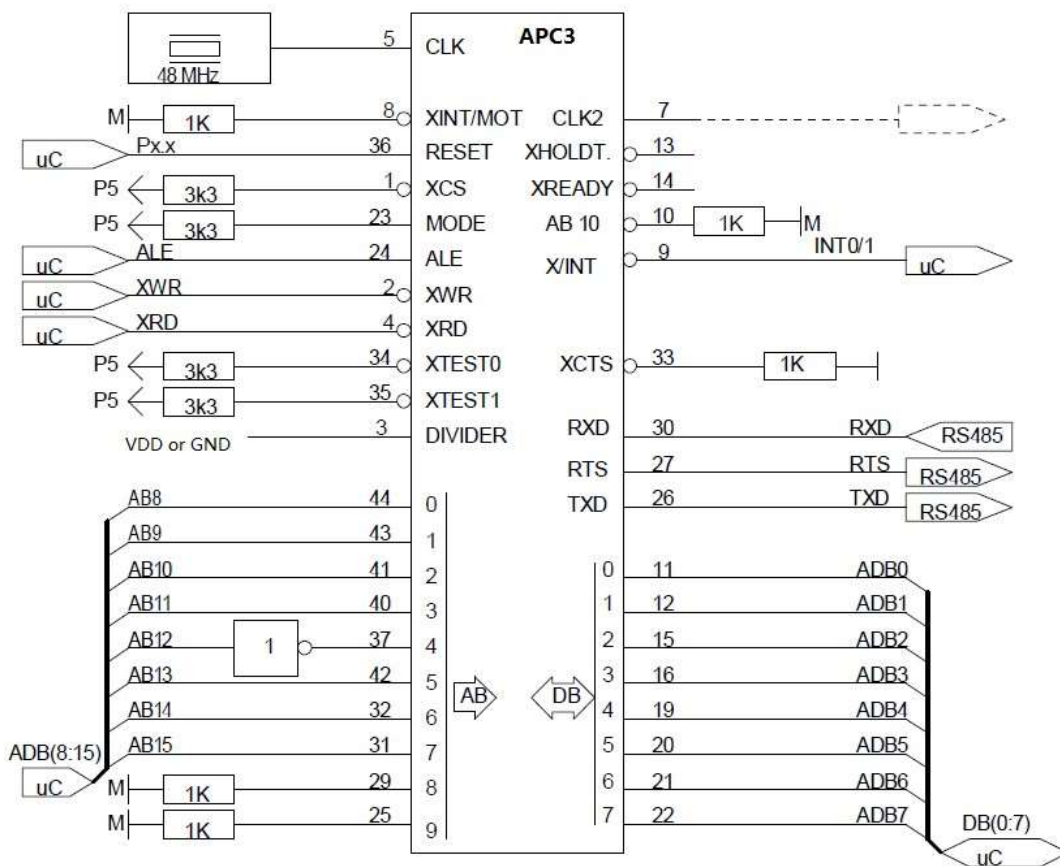 APC3
48 MHz 5 CLK
M 1K 8 XINT/MOT CLK2 7
uC Px.x 36 RESET XHOLDT. 13
P5 3k3 1 XCS XREADY 14
P5 3k3 23 MODE AB 10 10 1K M
uC ALE 24 ALE X/INT 9 INT0/1 uC
uC XWR 2 XWR
uC XRD 4 XRD
P5 3k3 34 XTEST0 XCTS 33 1K
P5 3k3 35 XTEST1
VDD or GND 3 DIVIDER RXD 30 RXD RS485
RTS 27 RTS RS485
AB8 44 0 TXD 26 TXD RS485
AB9 43 1
AB10 41 2 0 11 ADB0
AB11 40 3 1 12 ADB1
AB12 1 37 4 2 15 ADB2
AB13 42 5 AB DB 3 16 ADB3
AB14 32 6 4 19 ADB4
AB15 31 7 5 20 ADB5
ADB(8:15) uC
M 1K 29 8 6 21 ADB6
M 1K 25 9 7 22 ADB7
DB(0:7)
uC